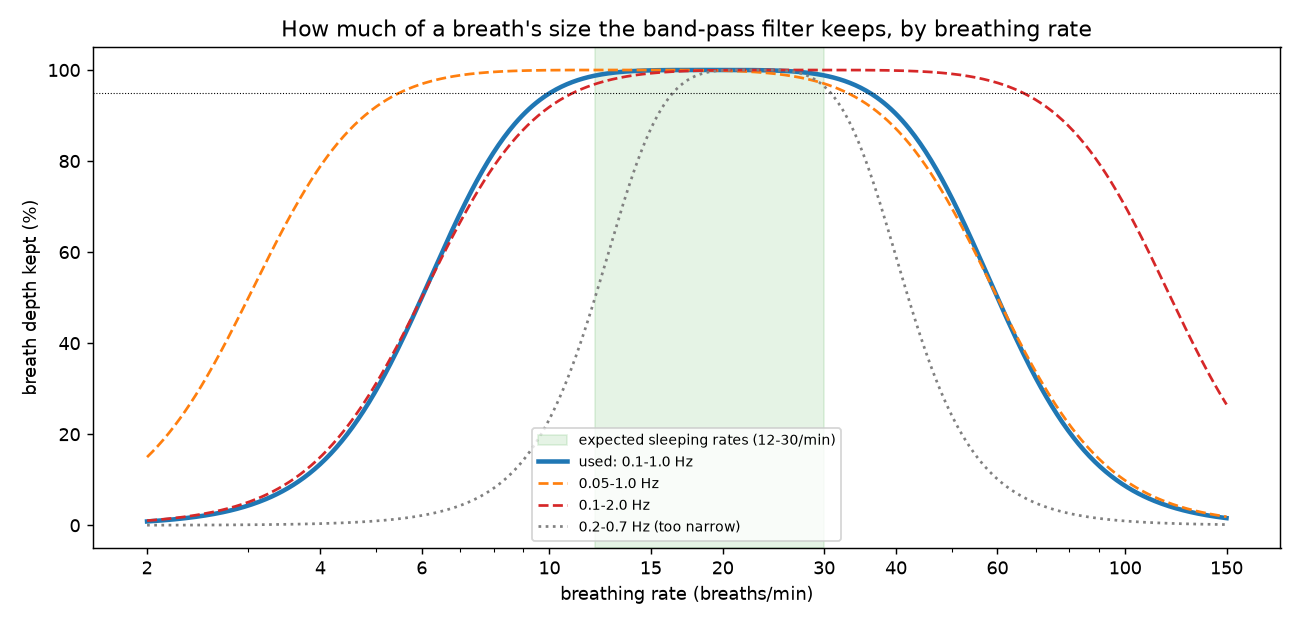 How much of a breath's size the band-pass filter keeps, by breathing rate
breath depth kept (%)
100
80
60
40
20
0
expected sleeping rates (12-30/min)
used: 0.1-1.0 Hz
0.05-1.0 Hz
0.1-2.0 Hz
0.2-0.7 Hz (too narrow)
2 4 6 10 15 20 30 40 60 100 150
breathing rate (breaths/min)